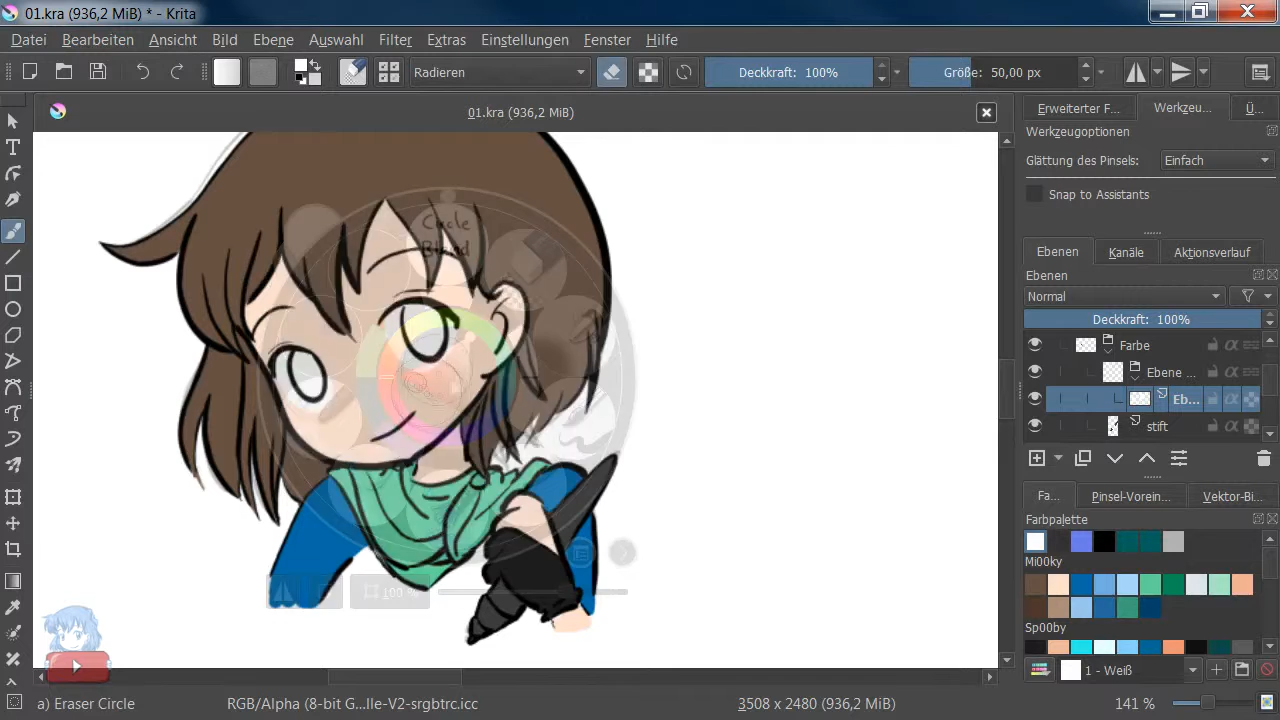 01.kra (936,2 MiB) * - Krita
Datei Bearbeiten Ansicht Bild Ebene Auswahl Filter Extras Einstellungen Fenster Hilfe
Radieren Deckkraft: 100% Größe: 50,00 px
01.kra (936,2 MiB)
Erweiterter F... Werkzeu... Ü...
Werkzeugoptionen
Glättung des Pinsels: Einfach
Snap to Assistants
Ebenen Kanäle Aktionsverlauf
Ebenen
Normal
Deckkraft: 100%
Farbe
Ebene ...
Eb...
stift
Fa... Pinsel-Vorein... Vektor-Bi...
Farbpalette
Mi00ky
Sp00by
1 - Weiß
Circle
Blend
100 %
a) Eraser Circle RGB/Alpha (8-bit G...lle-V2-srgbtrc.icc 3508 x 2480 (936,2 MiB) 141 %